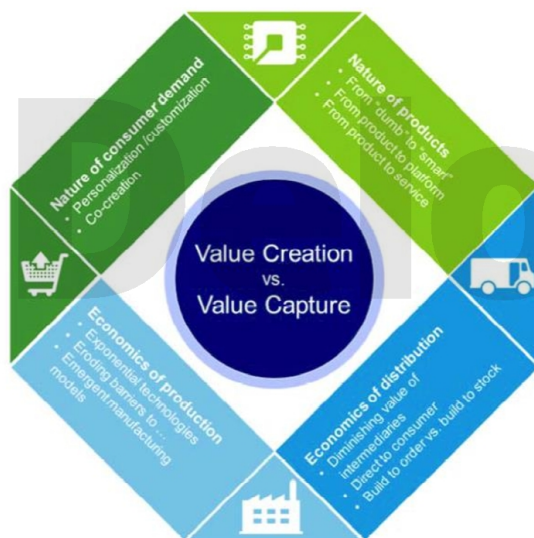 Nature of consumer demand
• Personalization /customization
• Co-creation
Nature of products
• From “dumb” to “smart”
• From product to platform
• From product to service
Value Creation
vs.
Value Capture
Economics of production
• Exponential technologies
• Eroding barriers to ...
• Emergent manufacturing
models
Economics of distribution
• Diminishing value of
intermediaries
• Direct to consumer
• Build to order vs. build to stock
Delo